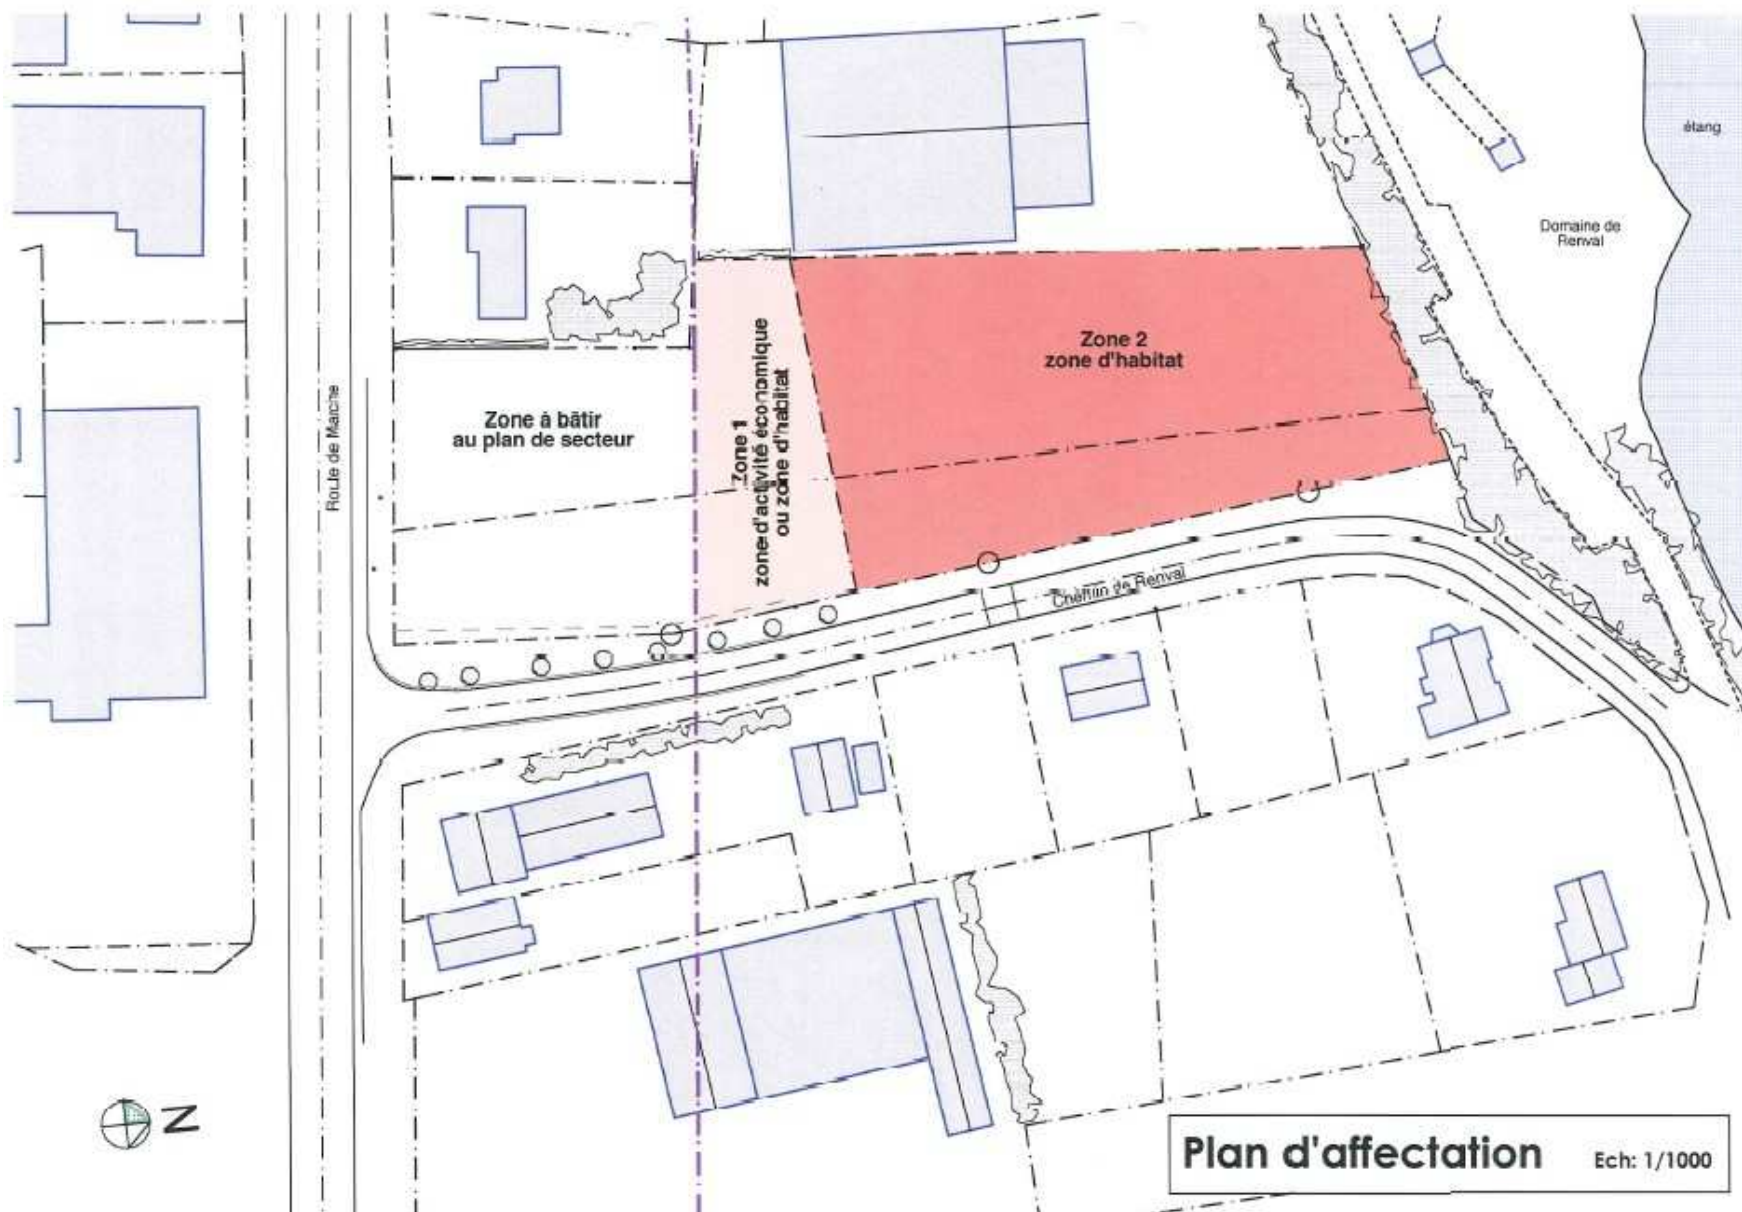 étang
Domaine de
Renval
Zone 2
zone d'habitat
Zone à bâtir
au plan de secteur
Zone 1
zone d'activité économique
ou zone d'habitat
Route de Marche
Chemin de Renval
N
Plan d'affectation
Ech: 1/1000